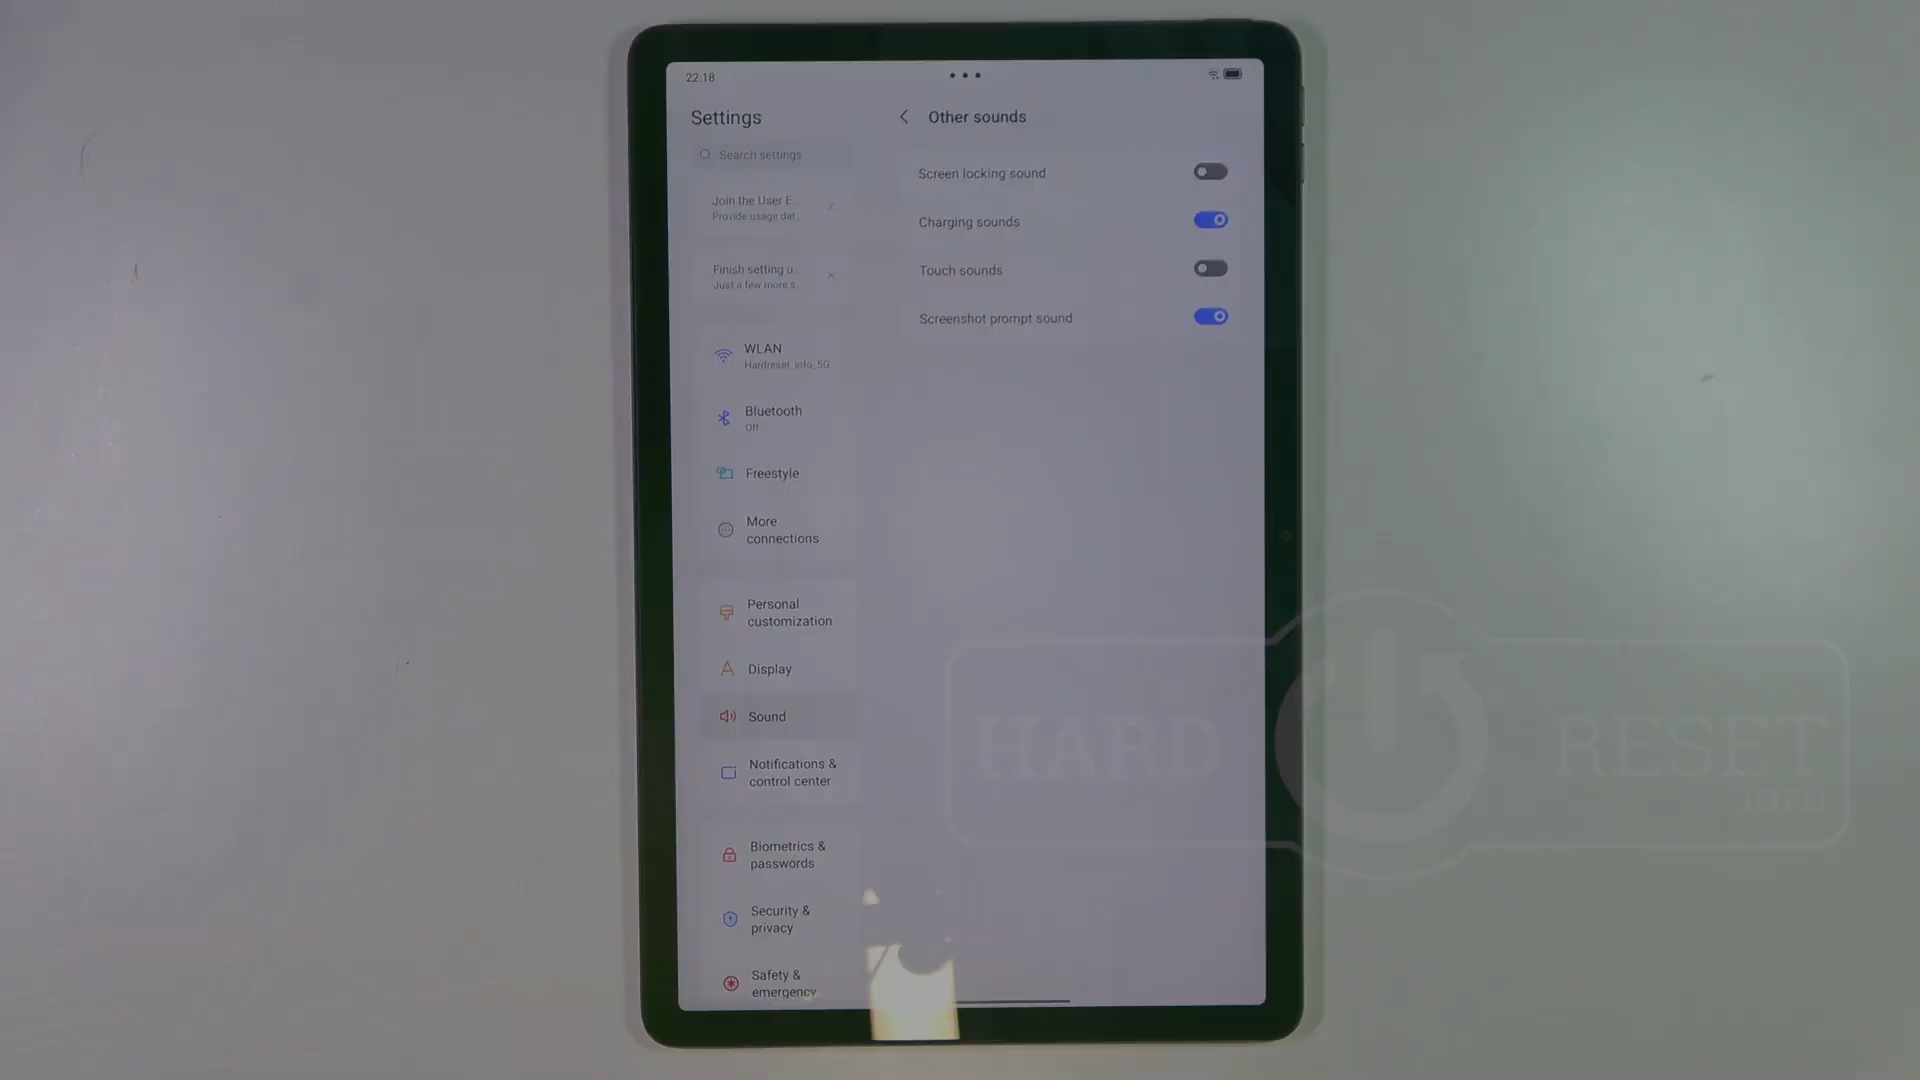 22:18
Settings
Search settings
Join the User E...
Provide usage dat...
Finish setting u...
Just a few more s...
WLAN
Hardreset_info_5G
Bluetooth
Off
Freestyle
More
connections
Personal
customization
Display
Sound
Notifications &
control center
Biometrics &
passwords
Security &
privacy
Safety &
emergency
Other sounds
Screen locking sound
Charging sounds
Touch sounds
Screenshot prompt sound
HARD RESET
.INFO